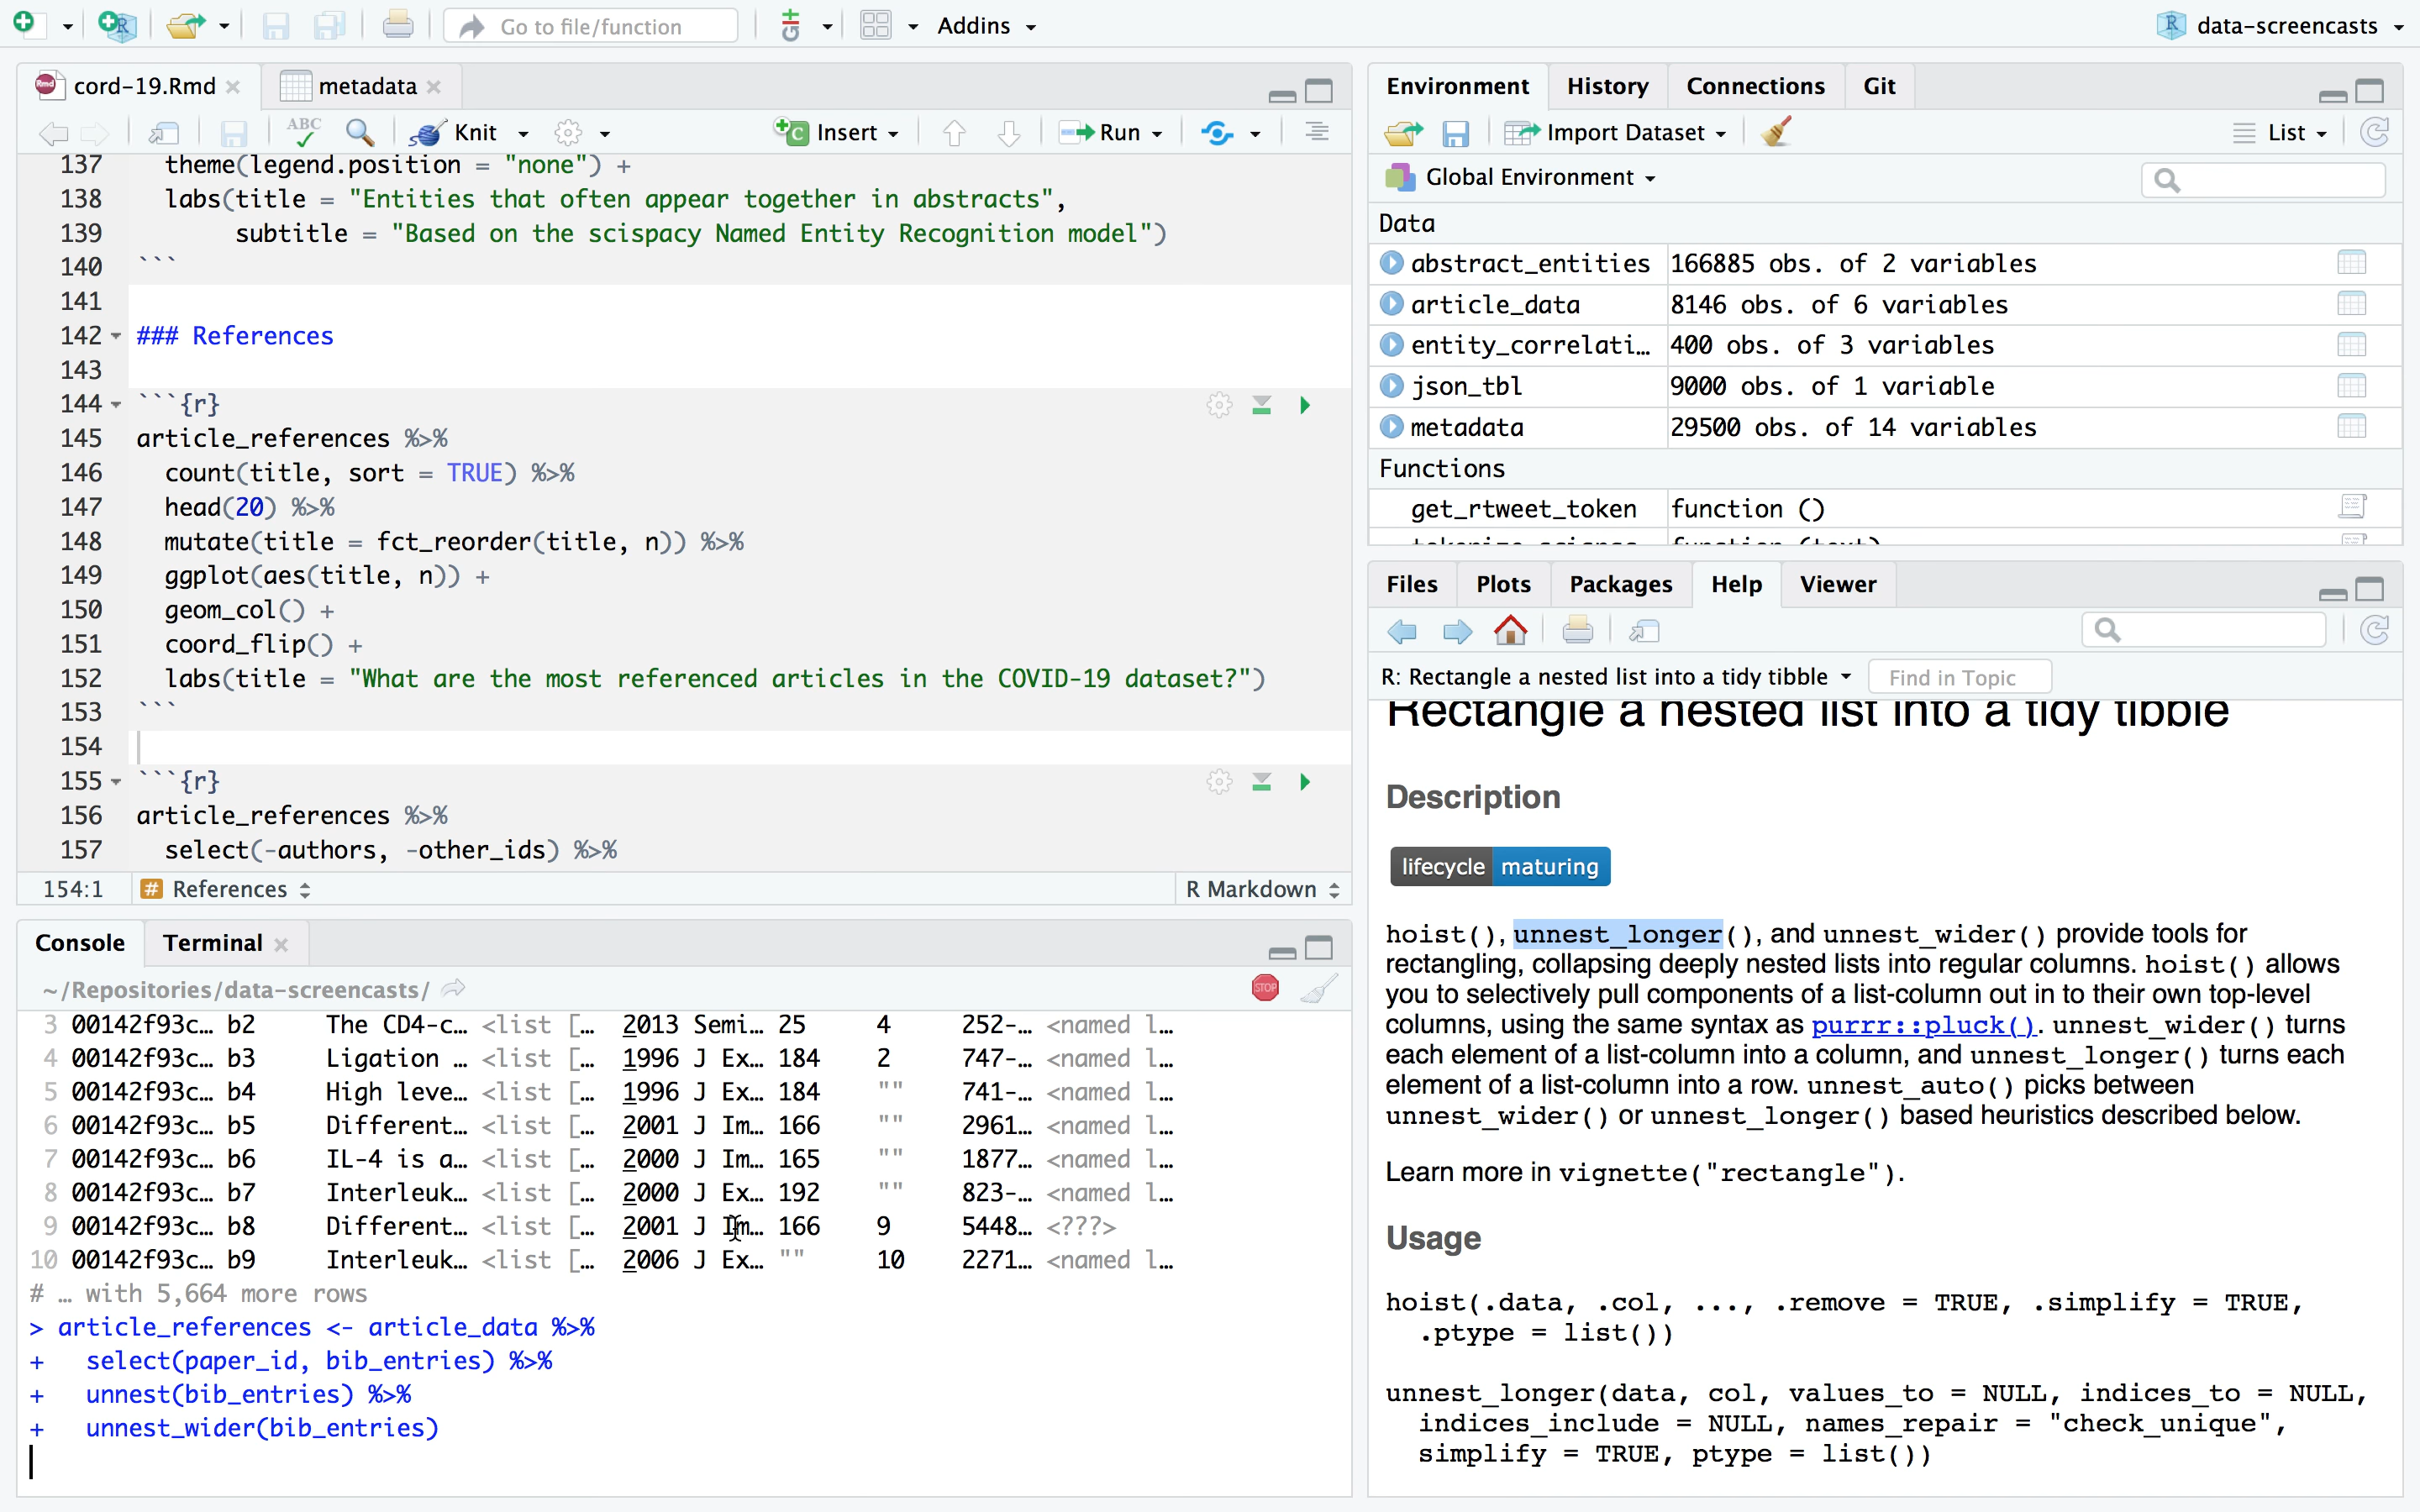 Go to file/function
Addins
data-screencasts
cord-19.Rmd
metadata
ABC
Knit
Insert
Run
137 theme(legend.position = "none") +
138 labs(title = "Entities that often appear together in abstracts",
139 subtitle = "Based on the scispacy Named Entity Recognition model")
140 ```
141
142 ### References
143
144 ```{r}
145 article_references %>%
146 count(title, sort = TRUE) %>%
147 head(20) %>%
148 mutate(title = fct_reorder(title, n)) %>%
149 ggplot(aes(title, n)) +
150 geom_col() +
151 coord_flip() +
152 labs(title = "What are the most referenced articles in the COVID-19 dataset?")
153 ```
154
155 ```{r}
156 article_references %>%
157 select(-authors, -other_ids) %>%
154:1 # References R Markdown
Console Terminal
~/Repositories/data-screencasts/
STOP
3 00142f93c… b2 The CD4-c… <list [… 2013 Semi… 25 4 252-… <named l…
4 00142f93c… b3 Ligation … <list [… 1996 J Ex… 184 2 747-… <named l…
5 00142f93c… b4 High leve… <list [… 1996 J Ex… 184 "" 741-… <named l…
6 00142f93c… b5 Different… <list [… 2001 J Im… 166 "" 2961… <named l…
7 00142f93c… b6 IL-4 is a… <list [… 2000 J Im… 165 "" 1877… <named l…
8 00142f93c… b7 Interleuk… <list [… 2000 J Ex… 192 "" 823-… <named l…
9 00142f93c… b8 Different… <list [… 2001 J Im… 166 9 5448… <???>
10 00142f93c… b9 Interleuk… <list [… 2006 J Ex… "" 10 2271… <named l…
# … with 5,664 more rows
> article_references <- article_data %>%
+ select(paper_id, bib_entries) %>%
+ unnest(bib_entries) %>%
+ unnest_wider(bib_entries)
Environment History Connections Git
Import Dataset
List
Global Environment
Data
abstract_entities 166885 obs. of 2 variables
article_data 8146 obs. of 6 variables
entity_correlati… 400 obs. of 3 variables
json_tbl 9000 obs. of 1 variable
metadata 29500 obs. of 14 variables
Functions
get_rtweet_token function ()
function (text)
Files Plots Packages Help Viewer
R: Rectangle a nested list into a tidy tibble
Find in Topic
Rectangle a nested list into a tidy tibble
Description
lifecycle maturing
hoist(), unnest_longer(), and unnest_wider() provide tools for
rectangling, collapsing deeply nested lists into regular columns. hoist() allows
you to selectively pull components of a list-column out in to their own top-level
columns, using the same syntax as purrr::pluck(). unnest_wider() turns
each element of a list-column into a column, and unnest_longer() turns each
element of a list-column into a row. unnest_auto() picks between
unnest_wider() or unnest_longer() based heuristics described below.
Learn more in vignette("rectangle").
Usage
hoist(.data, .col, ..., .remove = TRUE, .simplify = TRUE,
.ptype = list())
unnest_longer(data, col, values_to = NULL, indices_to = NULL,
indices_include = NULL, names_repair = "check_unique",
simplify = TRUE, ptype = list())